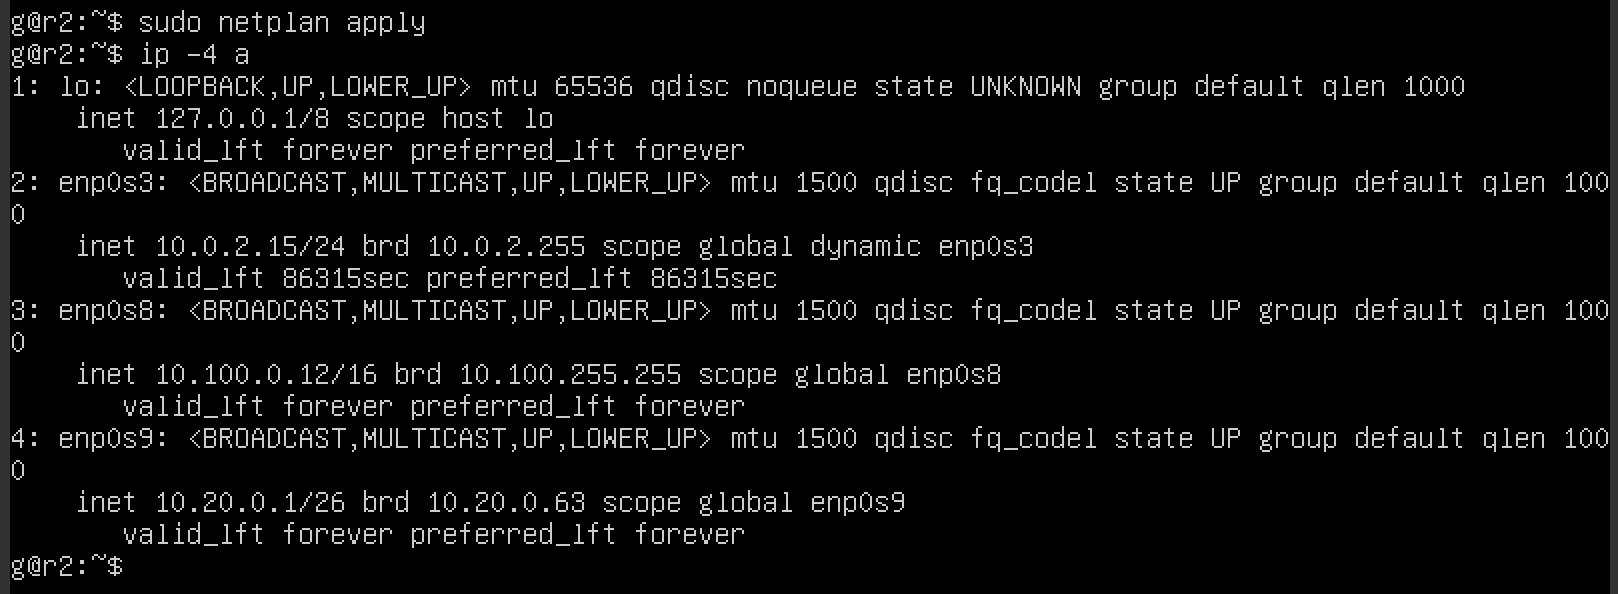 g@r2:~$ sudo netplan apply
g@r2:~$ ip -4 a
1: lo: <LOOPBACK,UP,LOWER_UP> mtu 65536 qdisc noqueue state UNKNOWN group default qlen 1000
    inet 127.0.0.1/8 scope host lo
       valid_lft forever preferred_lft forever
2: enp0s3: <BROADCAST,MULTICAST,UP,LOWER_UP> mtu 1500 qdisc fq_codel state UP group default qlen 100
0
    inet 10.0.2.15/24 brd 10.0.2.255 scope global dynamic enp0s3
       valid_lft 86315sec preferred_lft 86315sec
3: enp0s8: <BROADCAST,MULTICAST,UP,LOWER_UP> mtu 1500 qdisc fq_codel state UP group default qlen 100
0
    inet 10.100.0.12/16 brd 10.100.255.255 scope global enp0s8
       valid_lft forever preferred_lft forever
4: enp0s9: <BROADCAST,MULTICAST,UP,LOWER_UP> mtu 1500 qdisc fq_codel state UP group default qlen 100
0
    inet 10.20.0.1/26 brd 10.20.0.63 scope global enp0s9
       valid_lft forever preferred_lft forever
g@r2:~$